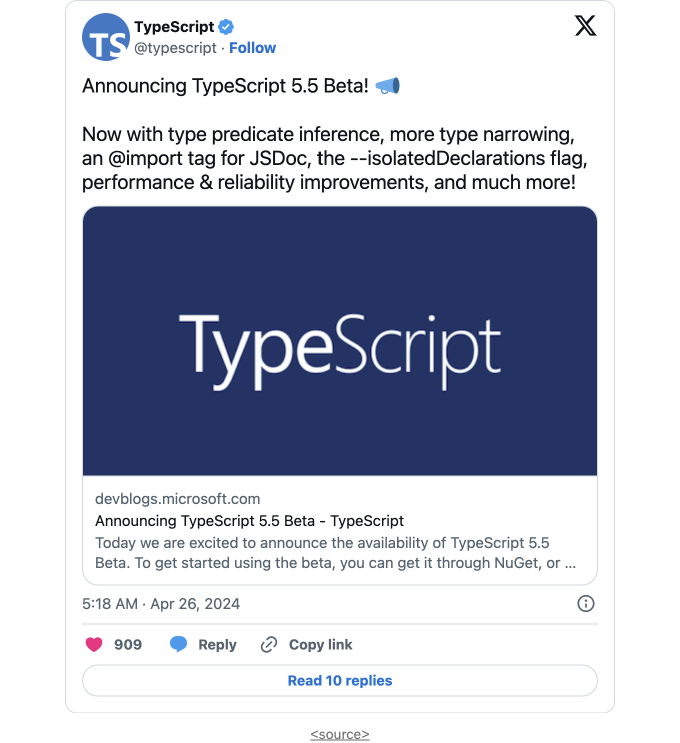 TS
TypeScript
@typescript · Follow
X
Announcing TypeScript 5.5 Beta! 📣
Now with type predicate inference, more type narrowing,
an @import tag for JSDoc, the --isolatedDeclarations flag,
performance & reliability improvements, and much more!
TypeScript
devblogs.microsoft.com
Announcing TypeScript 5.5 Beta - TypeScript
Today we are excited to announce the availability of TypeScript 5.5
Beta. To get started using the beta, you can get it through NuGet, or ...
5:18 AM · Apr 26, 2024
909 Reply Copy link
Read 10 replies
<source>